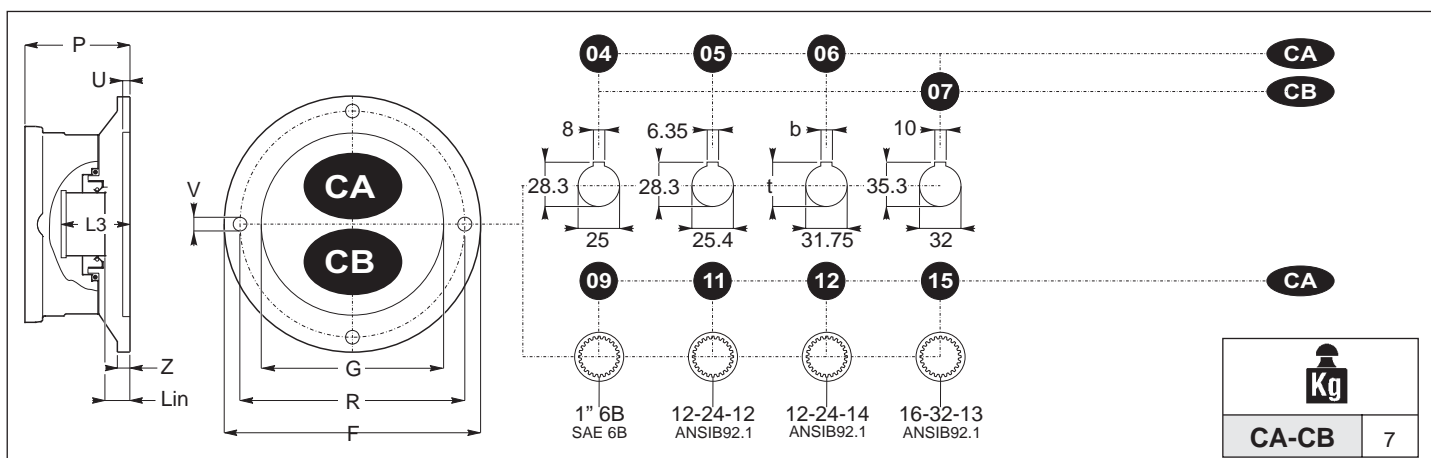 P
U
04 05 06 CA
07 CB
8 6.35 b 10
28.3 28.3 t 35.3
25 25.4 31.75 32
V
L3
CA
CB
09 11 12 15 CA
Z
Lin
G
R
F
1” 6B 12-24-12 12-24-14 16-32-13
SAE 6B ANSIB92.1 ANSIB92.1 ANSIB92.1
Kg
CA-CB 7